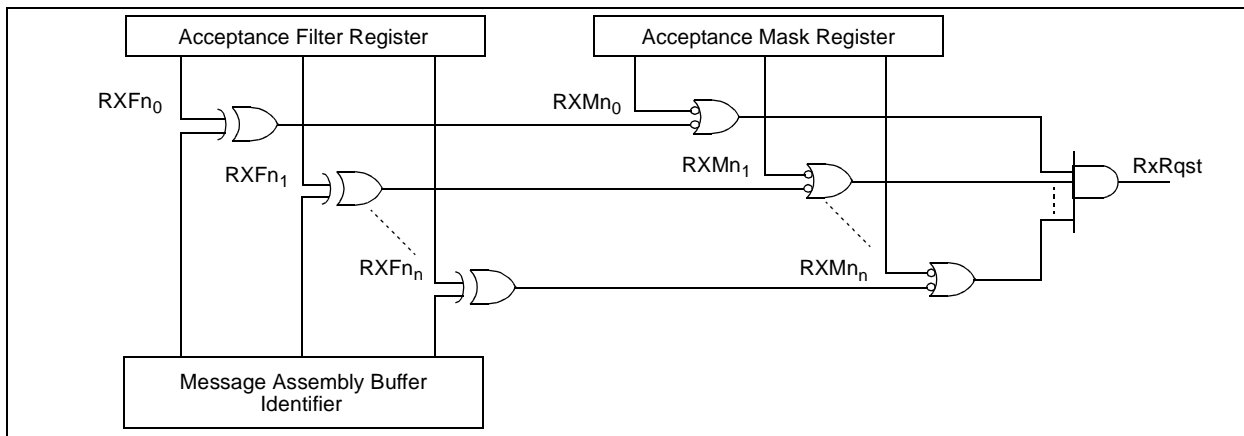 Acceptance Filter Register
Acceptance Mask Register
RXFn0
RXMn0
RXFn1
RXMn1
RxRqst
RXFnn
RXMnn
Message Assembly Buffer
Identifier